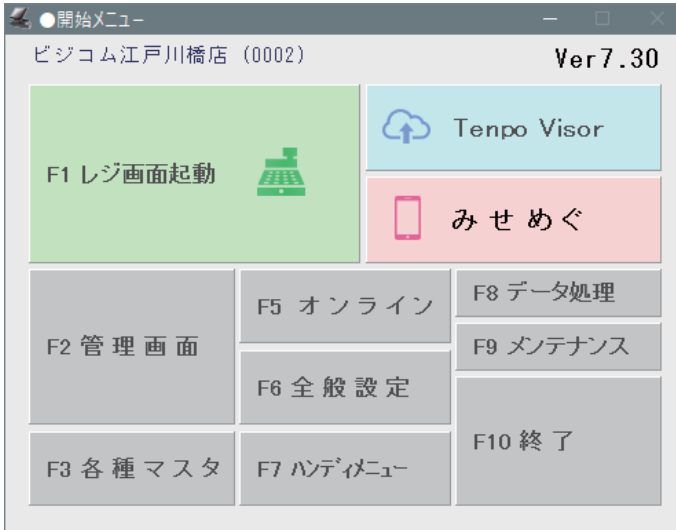 ●開始ﾒﾆｭｰ
ビジコム江戸川橋店 (0002)
Ver7.30
F1 レジ画面起動
Tenpo Visor
みせめぐ
F2 管理画面
F5 オンライン
F8 データ処理
F9 メンテナンス
F6 全般設定
F10 終了
F3 各種マスタ
F7 ﾊﾝﾃﾞｨﾒﾆｭｰ